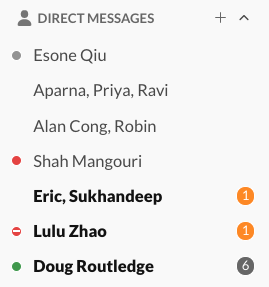 DIRECT MESSAGES
Esone Qiu
Aparna, Priya, Ravi
Alan Cong, Robin
Shah Mangouri
Eric, Sukhandeep 1
Lulu Zhao 1
Doug Routledge 6